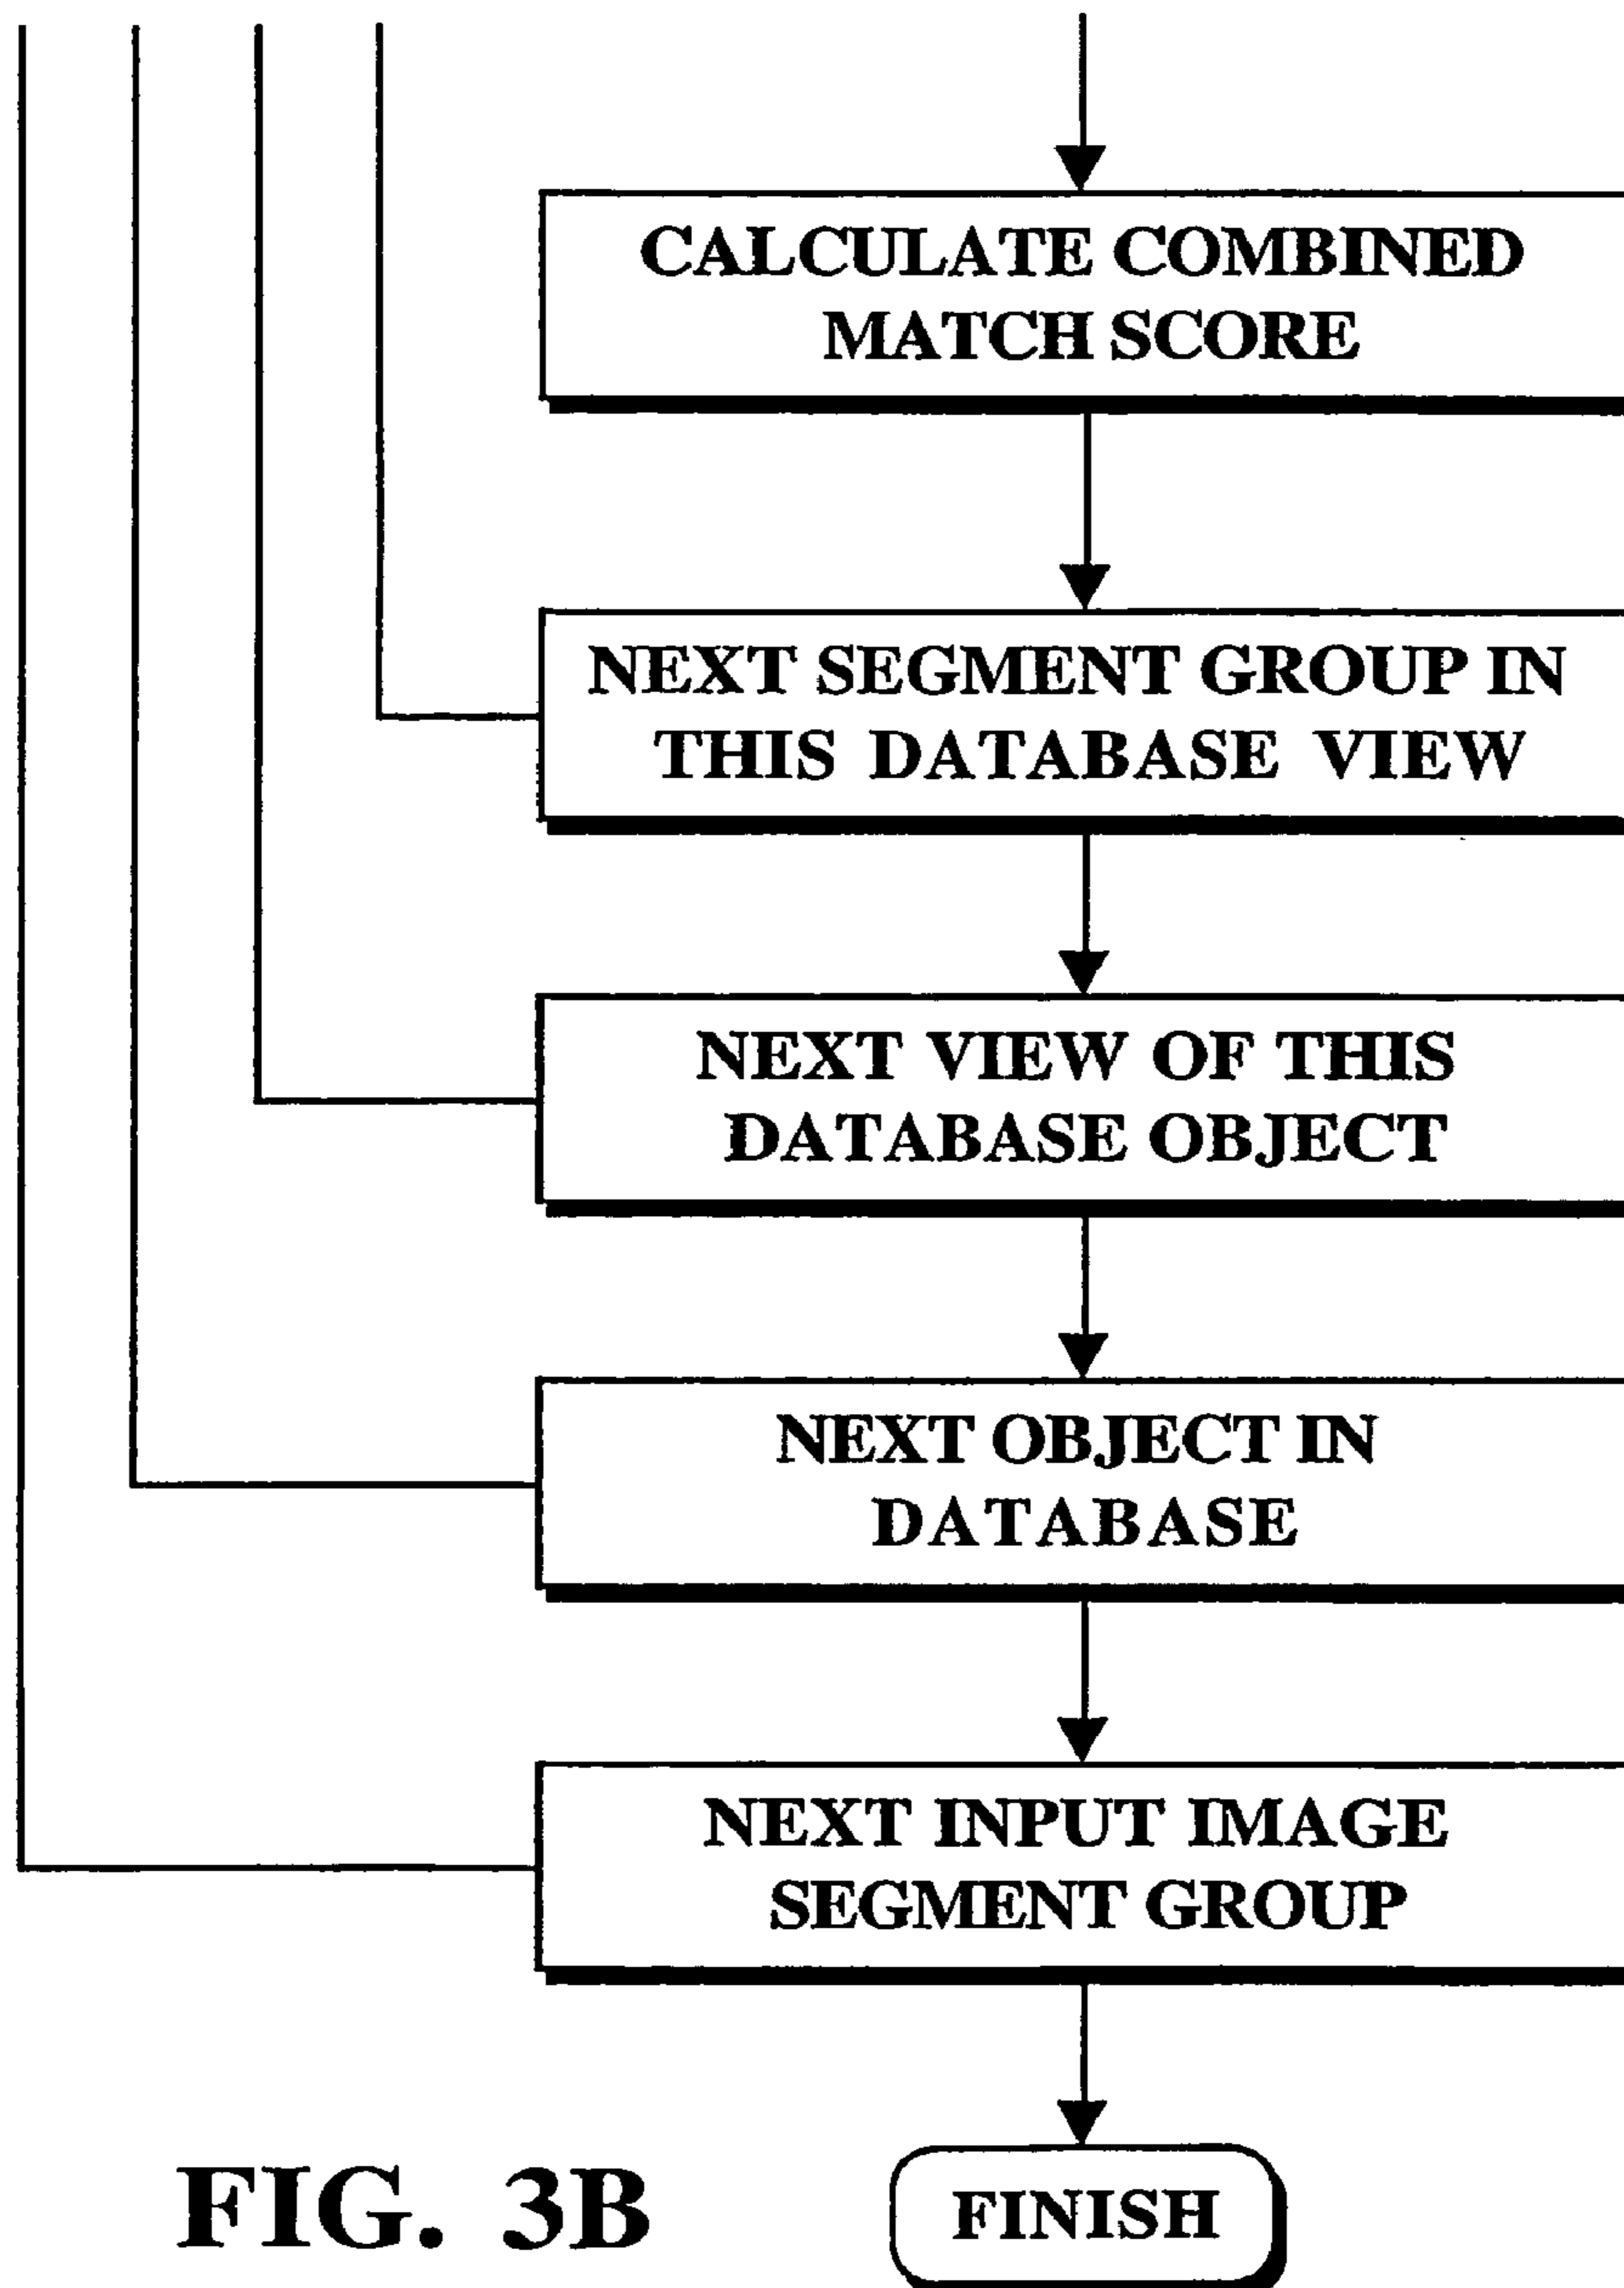 CALCULATE COMBINED
MATCH SCORE
NEXT SEGMENT GROUP IN
THIS DATABASE VIEW
NEXT VIEW OF THIS
DATABASE OBJECT
NEXT OBJECT IN
DATABASE
NEXT INPUT IMAGE
SEGMENT GROUP
FINISH
FIG. 3B